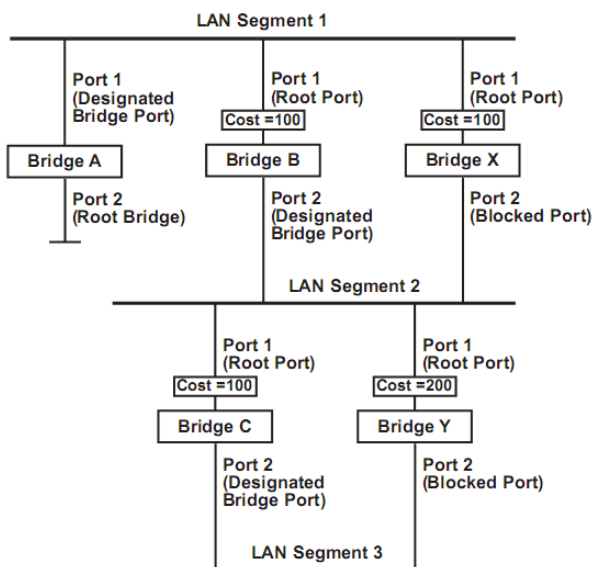 LAN Segment 1
Port 1
(Designated
Bridge Port)
Port 1
(Root Port)
Cost =100
Port 1
(Root Port)
Cost =100
Bridge A
Bridge B
Bridge X
Port 2
(Root Bridge)
Port 2
(Designated
Bridge Port)
Port 2
(Blocked Port)
LAN Segment 2
Port 1
(Root Port)
Cost =100
Port 1
(Root Port)
Cost =200
Bridge C
Bridge Y
Port 2
(Designated
Bridge Port)
Port 2
(Blocked Port)
LAN Segment 3